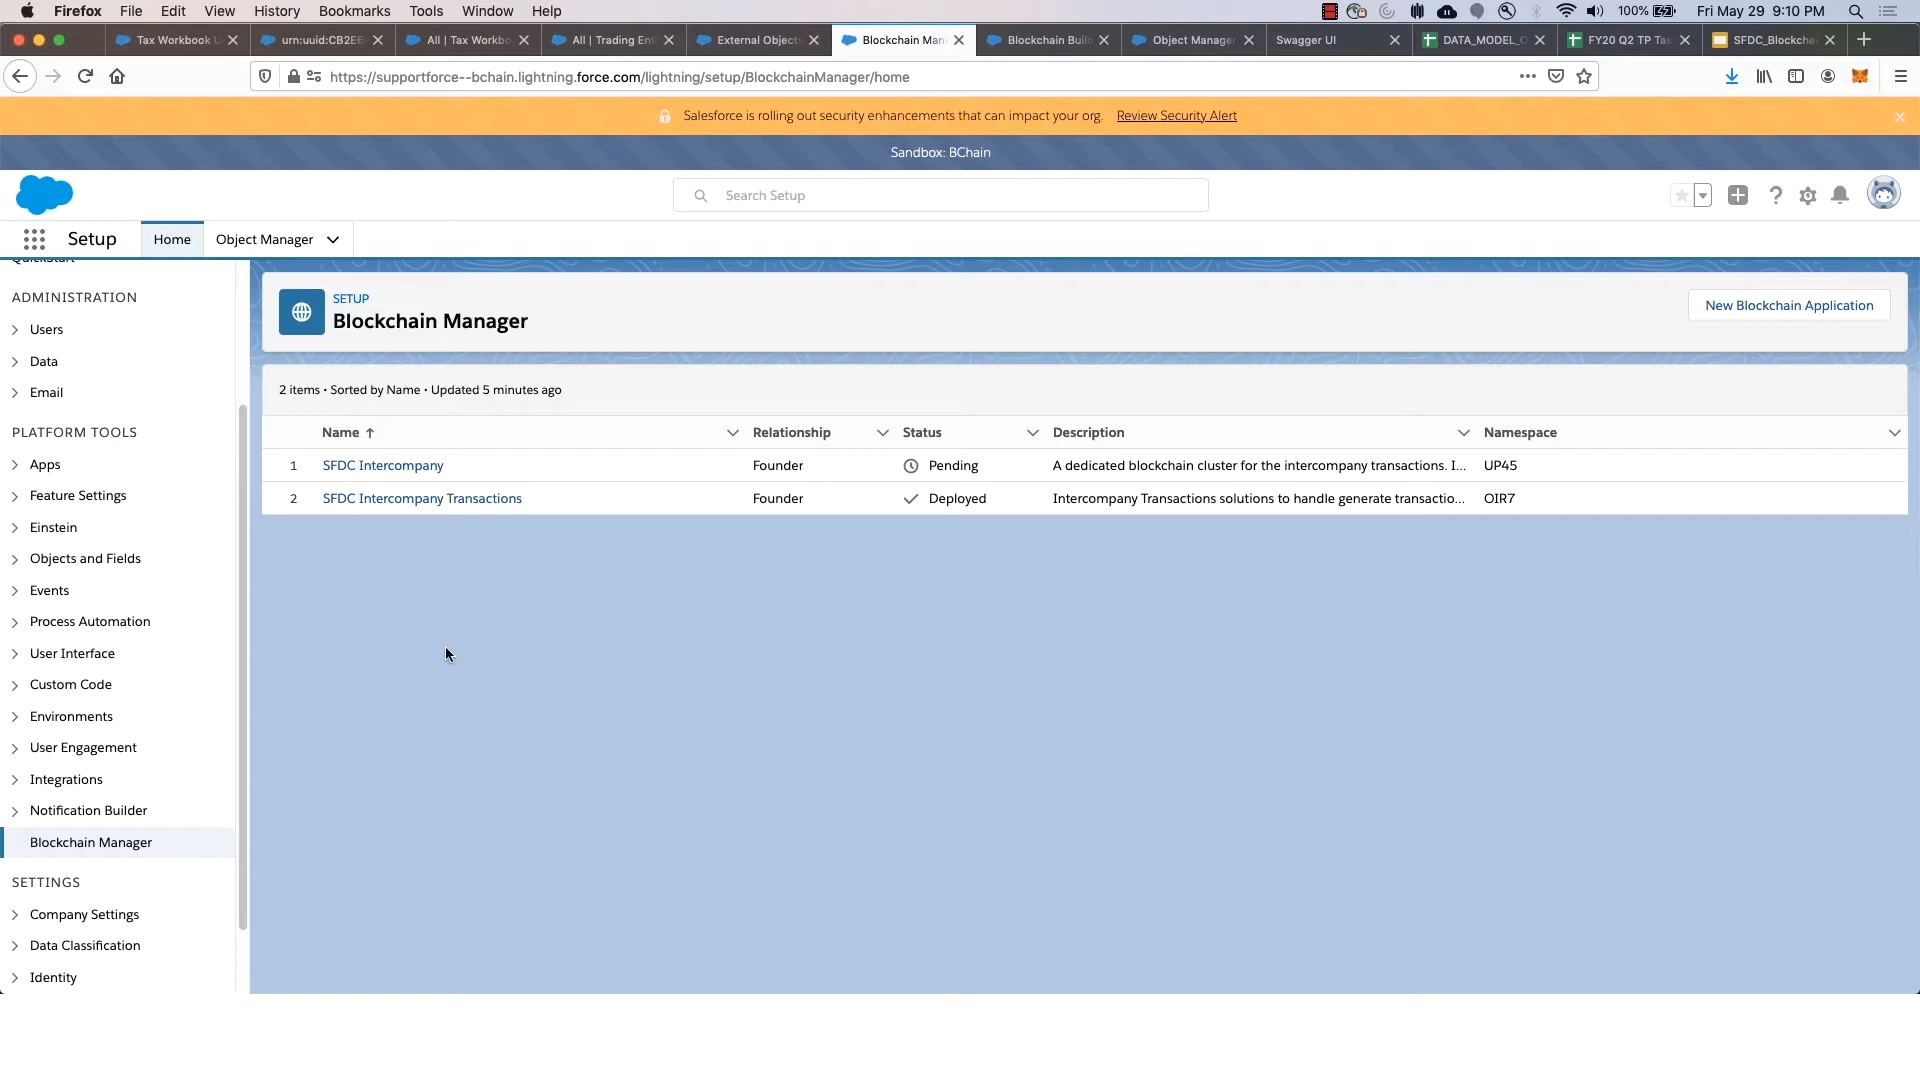 Firefox File Edit View History Bookmarks Tools Window Help 100% Fri May 29 9:10 PM
Tax Workbook U urn:uuid:CB2E6 All | Tax Workbo All | Trading Ent External Objects Blockchain Man Blockchain Buil Object Manager Swagger UI DATA_MODEL_ FY20 Q2 TP Tas SFDC_Blockcha
https://supportforce--bchain.lightning.force.com/lightning/setup/BlockchainManager/home
Salesforce is rolling out security enhancements that can impact your org. Review Security Alert
Sandbox: BChain
Search Setup
Setup Home Object Manager
QuickStart
ADMINISTRATION
Users
Data
Email
PLATFORM TOOLS
Apps
Feature Settings
Einstein
Objects and Fields
Events
Process Automation
User Interface
Custom Code
Environments
User Engagement
Integrations
Notification Builder
Blockchain Manager
SETTINGS
Company Settings
Data Classification
Identity
SETUP
Blockchain Manager
New Blockchain Application
2 items • Sorted by Name • Updated 5 minutes ago
Name ↑ Relationship Status Description Namespace
1 SFDC Intercompany Founder Pending A dedicated blockchain cluster for the intercompany transactions. I... UP45
2 SFDC Intercompany Transactions Founder Deployed Intercompany Transactions solutions to handle generate transactio... OIR7